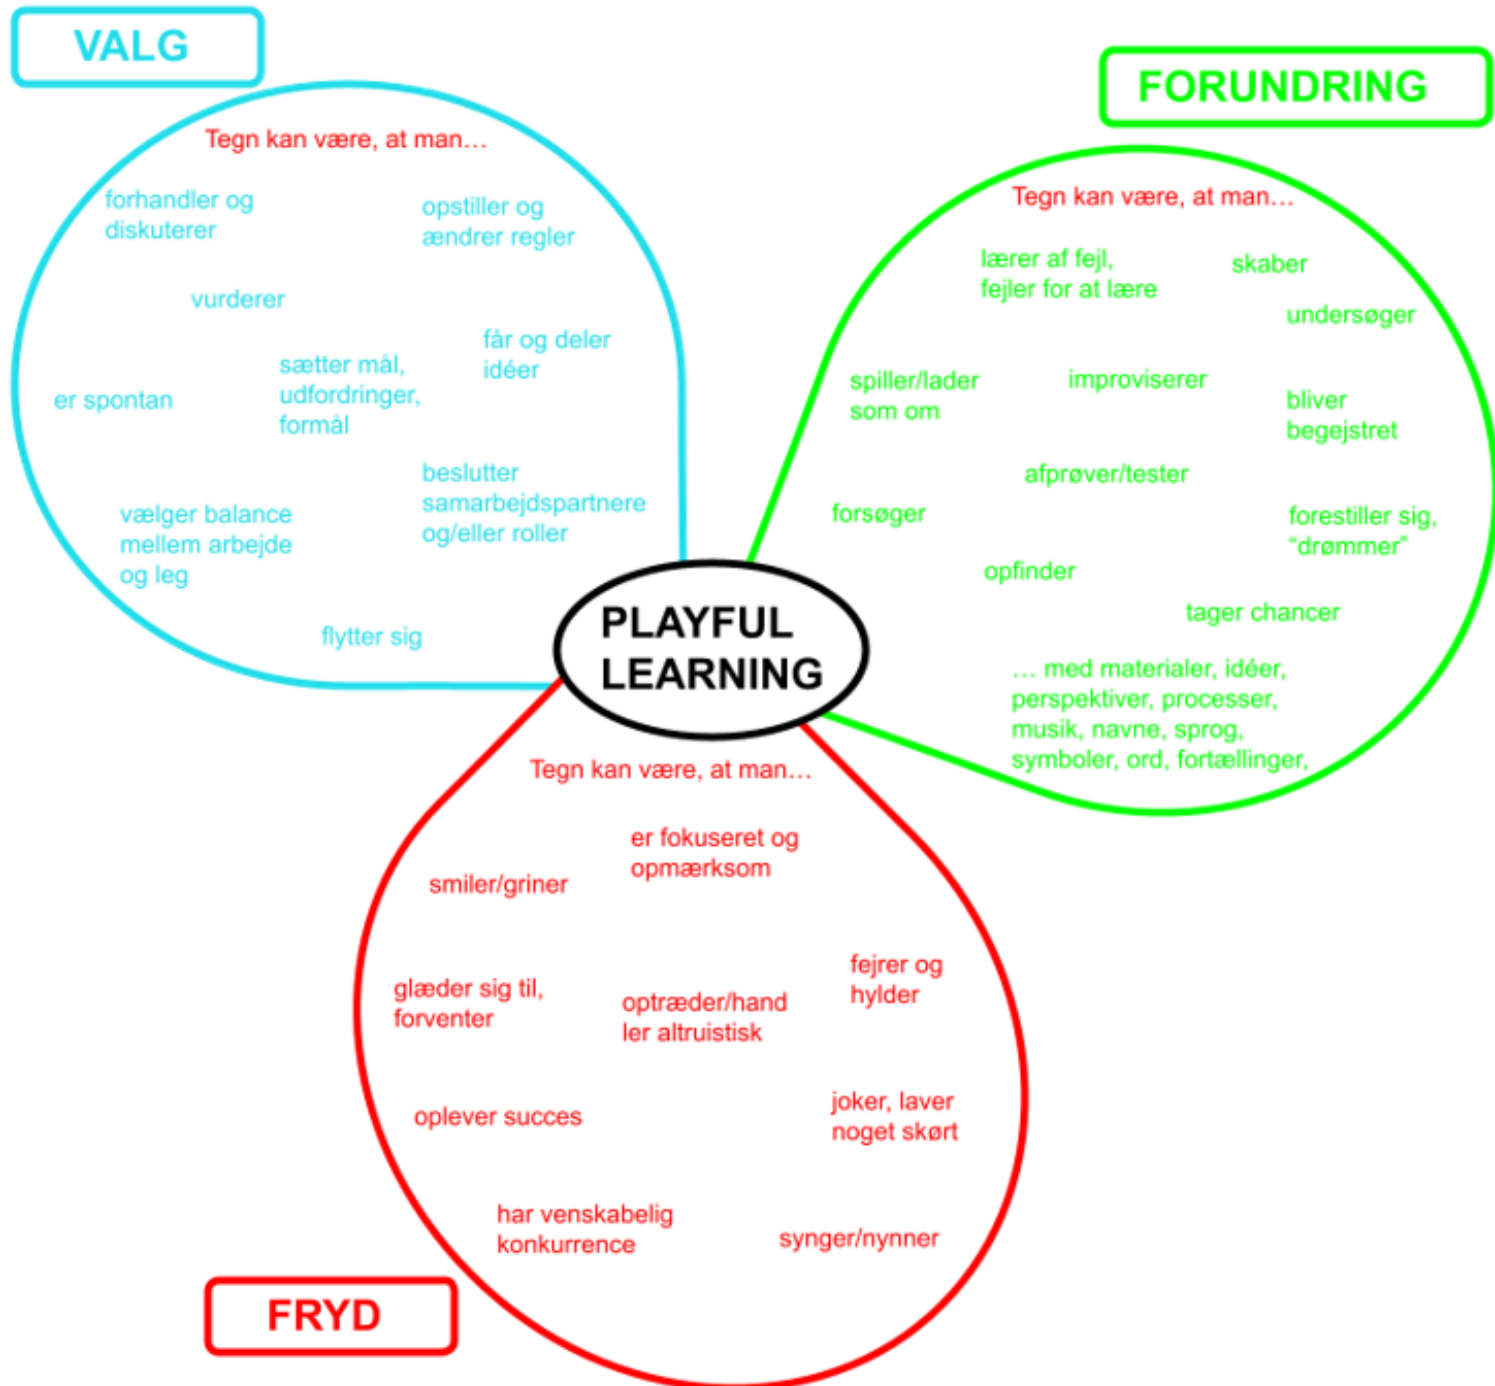 VALG
Tegn kan være, at man...
forhandler og
diskuterer
opstiller og
ændrer regler
vurderer
får og deler
idéer
sætter mål,
udfordringer,
formål
er spontan
beslutter
samarbejdspartnere
og/eller roller
vælger balance
mellem arbejde
og leg
flytter sig
FORUNDRING
Tegn kan være, at man...
lærer af fejl,
fejler for at lære
skaber
undersøger
spiller/lader
som om
improviserer
bliver
begejstret
afprøver/tester
forsøger
forestiller sig,
“drømmer”
opfinder
tager chancer
... med materialer, idéer,
perspektiver, processer,
musik, navne, sprog,
symboler, ord, fortællinger,
PLAYFUL
LEARNING
Tegn kan være, at man...
er fokuseret og
opmærksom
smiler/griner
fejrer og
hylder
glæder sig til,
forventer
optræder/hand
ler altruistisk
oplever succes
joker, laver
noget skørt
har venskabelig
konkurrence
synger/nynner
FRYD